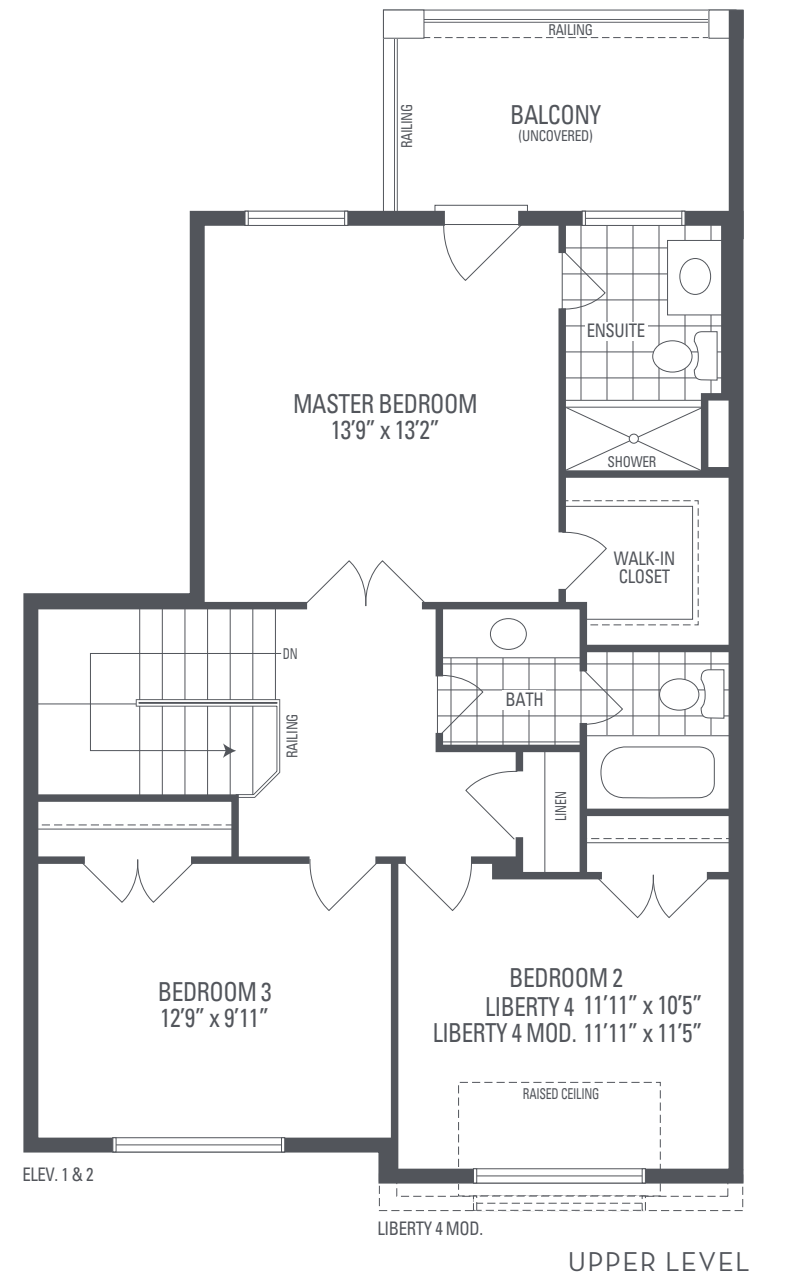 RAILING
RAILING
BALCONY
(UNCOVERED)
ENSUITE
MASTER BEDROOM
13’9” x 13’2”
SHOWER
WALK-IN
CLOSET
DN
BATH
RAILING
LINEN
BEDROOM 3
12’9” x 9’11”
BEDROOM 2
LIBERTY 4 11’11” x 10’5”
LIBERTY 4 MOD. 11’11” x 11’5”
RAISED CEILING
ELEV. 1 & 2
LIBERTY 4 MOD.
UPPER LEVEL